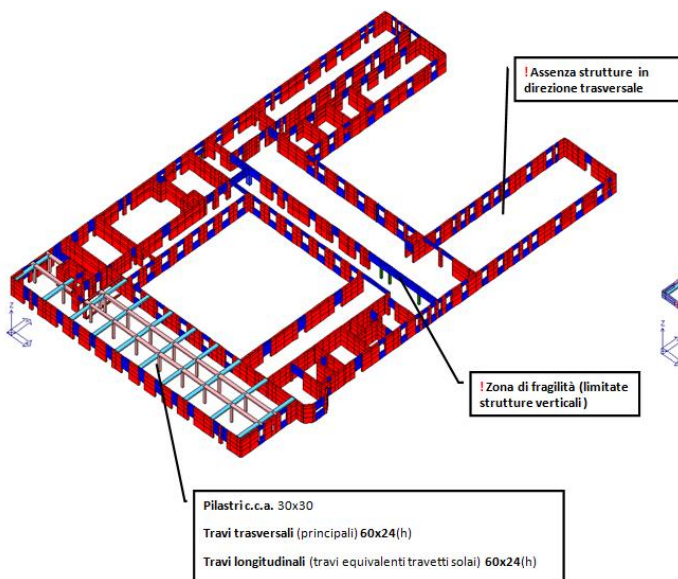 !Assenza strutture in
direzione trasversale
!Zona di fragilità (limitate
strutture verticali)
Pilastri c.c.a. 30x30
Travi trasversali (principali) 60x24(h)
Travi longitudinali (travi equivalenti travetti solai) 60x24(h)
Z
Z